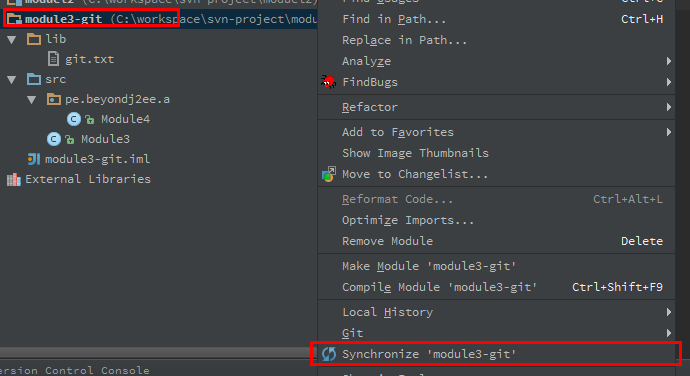 module3-git (C:\workspace\svn-project\modu
lib
git.txt
src
pe.beyondj2ee.a
Module4
Module3
module3-git.iml
External Libraries
ersion Control Console
Find in Path... Ctrl+H
Replace in Path...
Analyze
FindBugs
Refactor
Add to Favorites
Show Image Thumbnails
Move to Changelist...
Reformat Code... Ctrl+Alt+L
Optimize Imports...
Remove Module Delete
Make Module 'module3-git'
Compile Module 'module3-git' Ctrl+Shift+F9
Local History
Git
Synchronize 'module3-git'